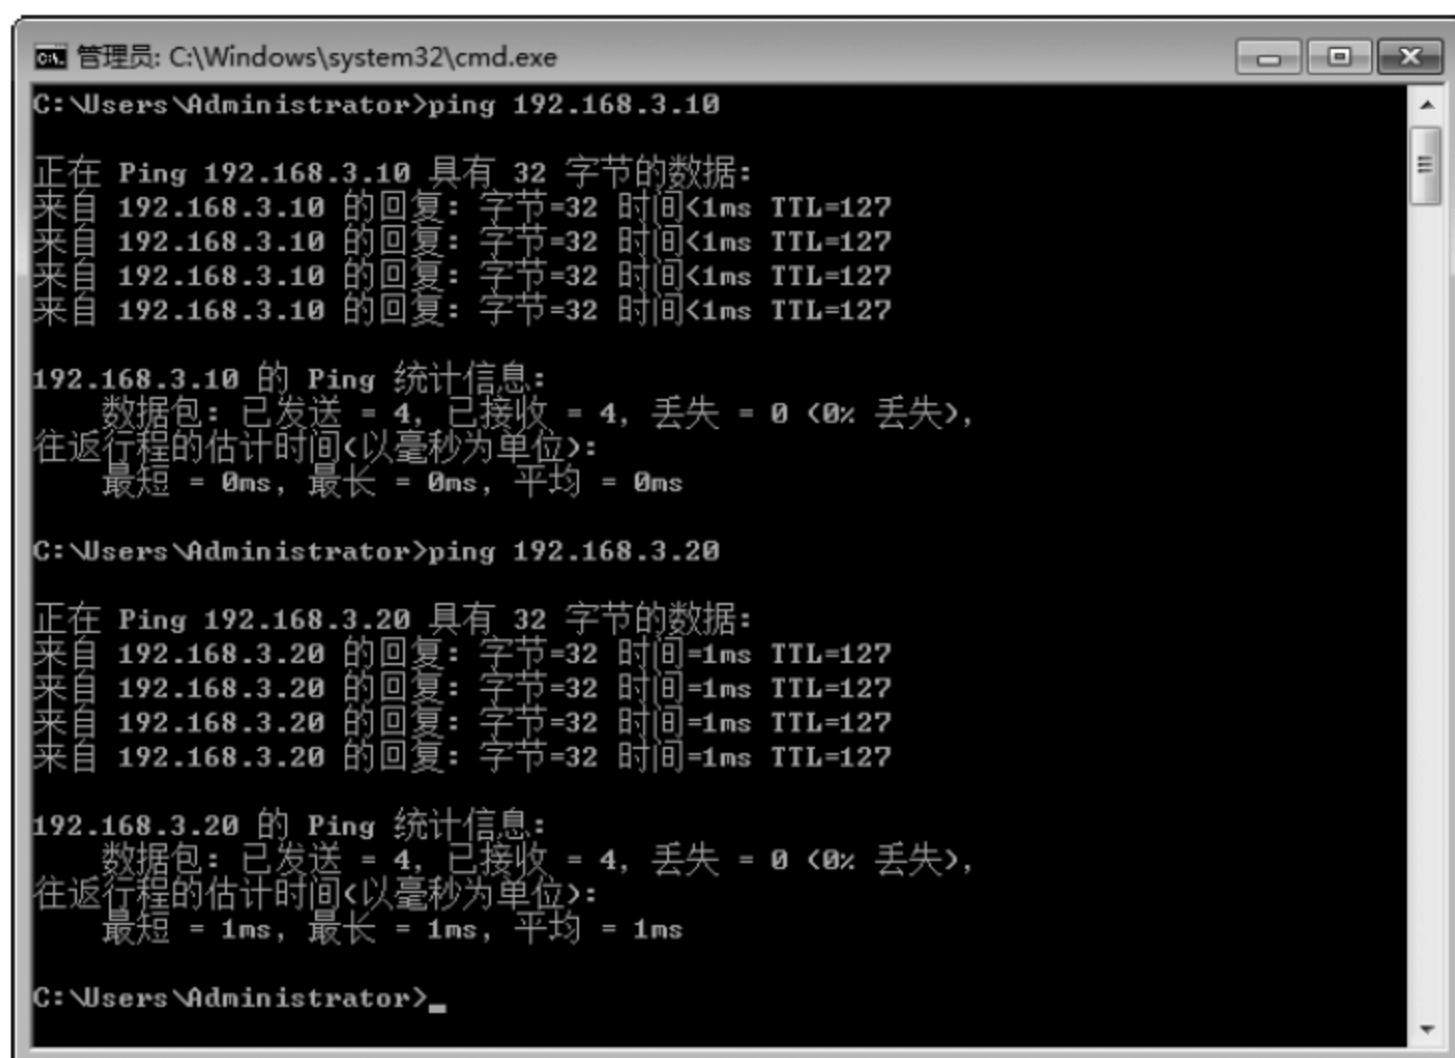 管理员: C:\Windows\system32\cmd.exe
C:\Users\Administrator>ping 192.168.3.10
正在 Ping 192.168.3.10 具有 32 字节的数据:
来自 192.168.3.10 的回复: 字节=32 时间<1ms TTL=127
来自 192.168.3.10 的回复: 字节=32 时间<1ms TTL=127
来自 192.168.3.10 的回复: 字节=32 时间<1ms TTL=127
来自 192.168.3.10 的回复: 字节=32 时间<1ms TTL=127
192.168.3.10 的 Ping 统计信息:
数据包: 已发送 = 4, 已接收 = 4, 丢失 = 0 (0% 丢失),
往返行程的估计时间(以毫秒为单位):
最短 = 0ms, 最长 = 0ms, 平均 = 0ms
C:\Users\Administrator>ping 192.168.3.20
正在 Ping 192.168.3.20 具有 32 字节的数据:
来自 192.168.3.20 的回复: 字节=32 时间=1ms TTL=127
来自 192.168.3.20 的回复: 字节=32 时间=1ms TTL=127
来自 192.168.3.20 的回复: 字节=32 时间=1ms TTL=127
来自 192.168.3.20 的回复: 字节=32 时间=1ms TTL=127
192.168.3.20 的 Ping 统计信息:
数据包: 已发送 = 4, 已接收 = 4, 丢失 = 0 (0% 丢失),
往返行程的估计时间(以毫秒为单位):
最短 = 1ms, 最长 = 1ms, 平均 = 1ms
C:\Users\Administrator>